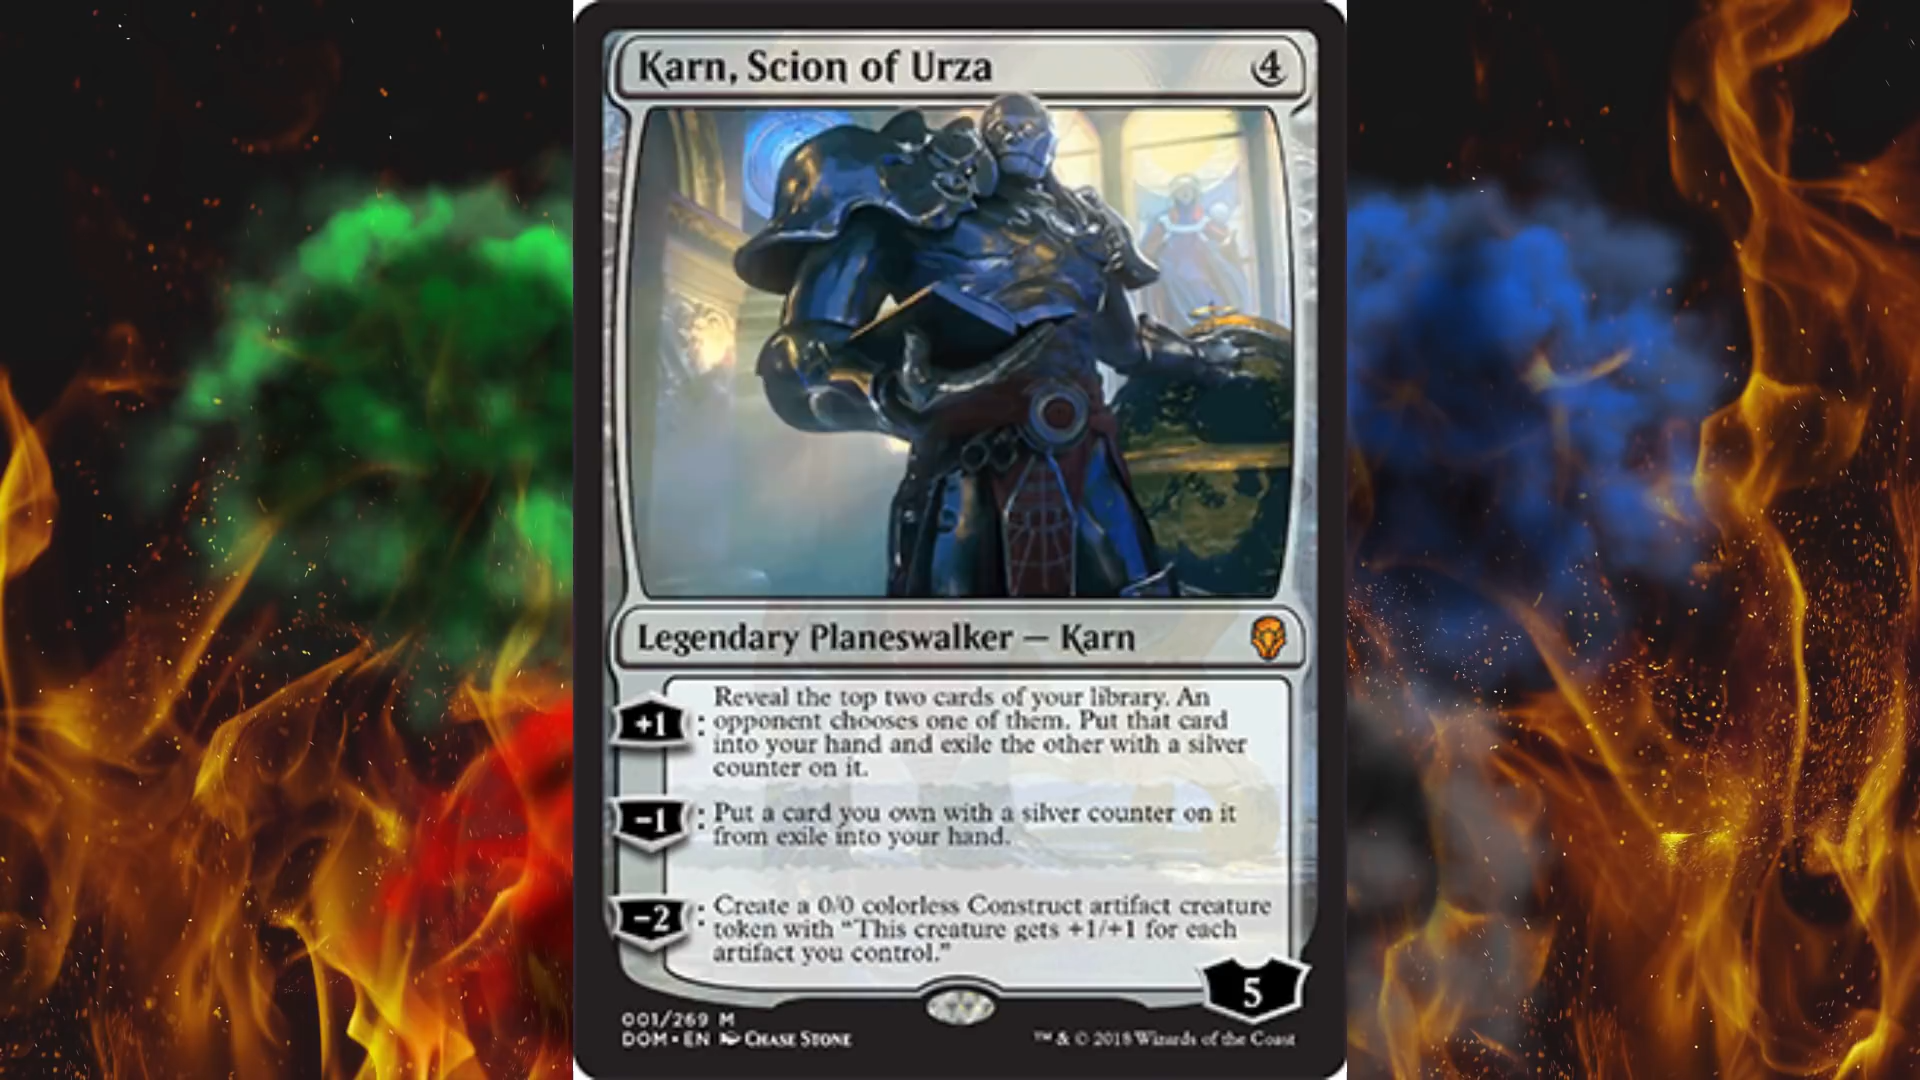 Karn, Scion of Urza 4
Legendary Planeswalker — Karn
Reveal the top two cards of your library. An
+1 : opponent chooses one of them. Put that card
into your hand and exile the other with a silver
counter on it.
−1 : Put a card you own with a silver counter on it
from exile into your hand.
−2 : Create a 0/0 colorless Construct artifact creature
token with “This creature gets +1/+1 for each
artifact you control.”
5
001/269 M
DOM • EN Chase Stone
™ & © 2018 Wizards of the Coast